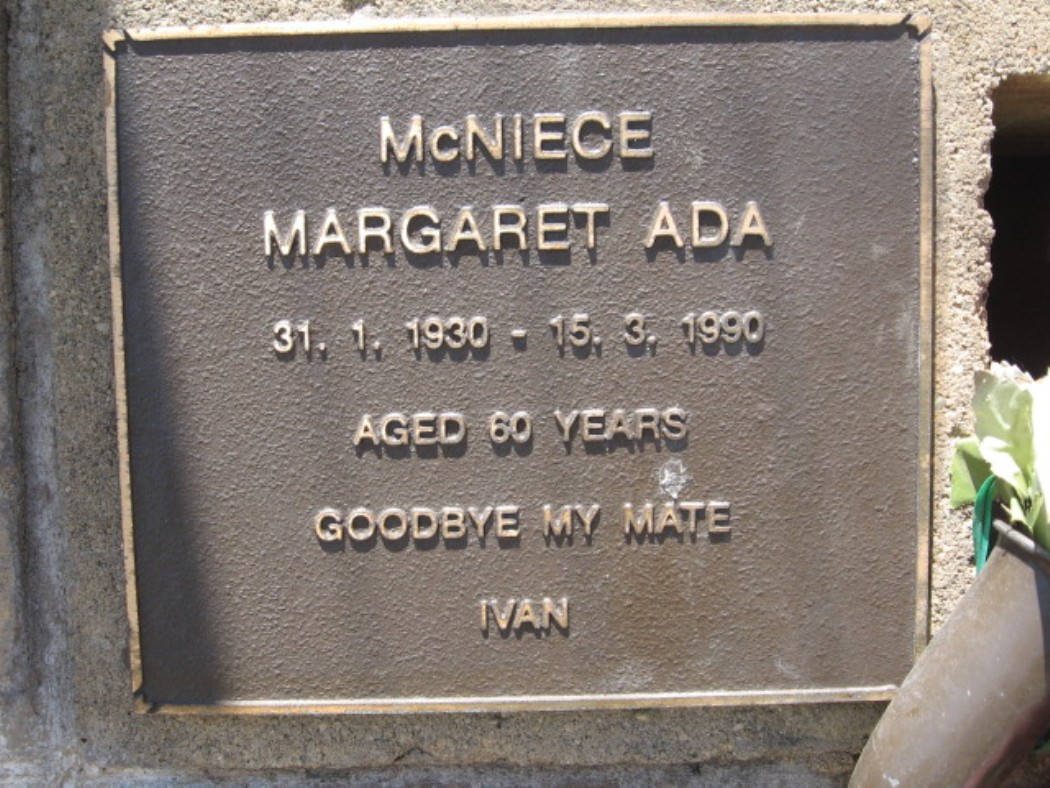 McNIECE
MARGARET ADA
31. 1. 1930 - 15. 3. 1990
AGED 60 YEARS
GOODBYE MY MATE
IVAN